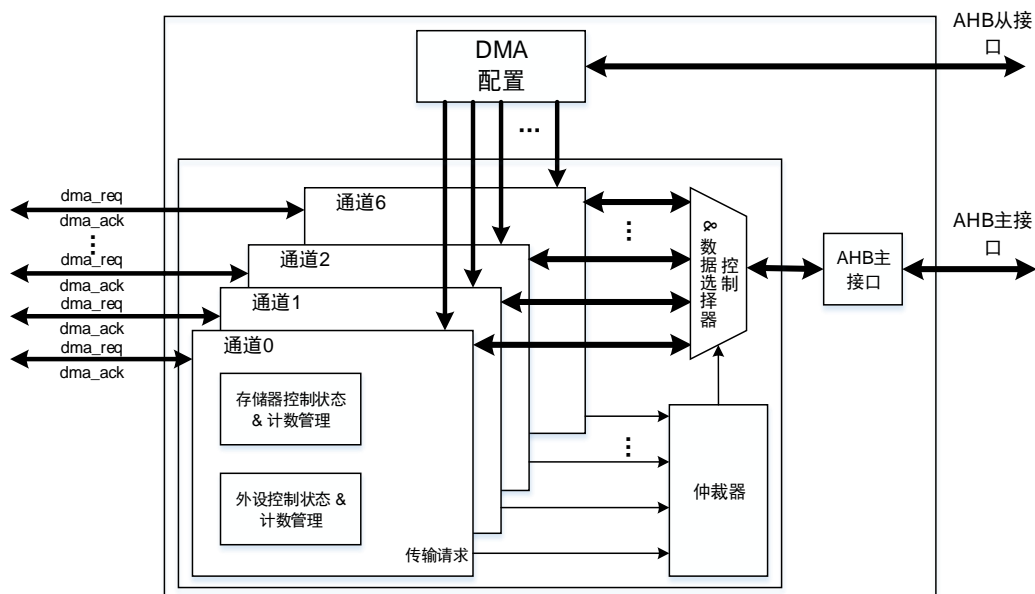 AHB从接
口
DMA
配置
...
dma_req
dma_ack
...
dma_req
dma_ack
dma_req
dma_ack
dma_req
dma_ack
通道6
通道2
通道1
通道0
...
控制
&数据选择器
AHB主
接口
AHB主接
口
存储器控制状态
& 计数管理
外设控制状态 &
计数管理
传输请求
...
仲裁器